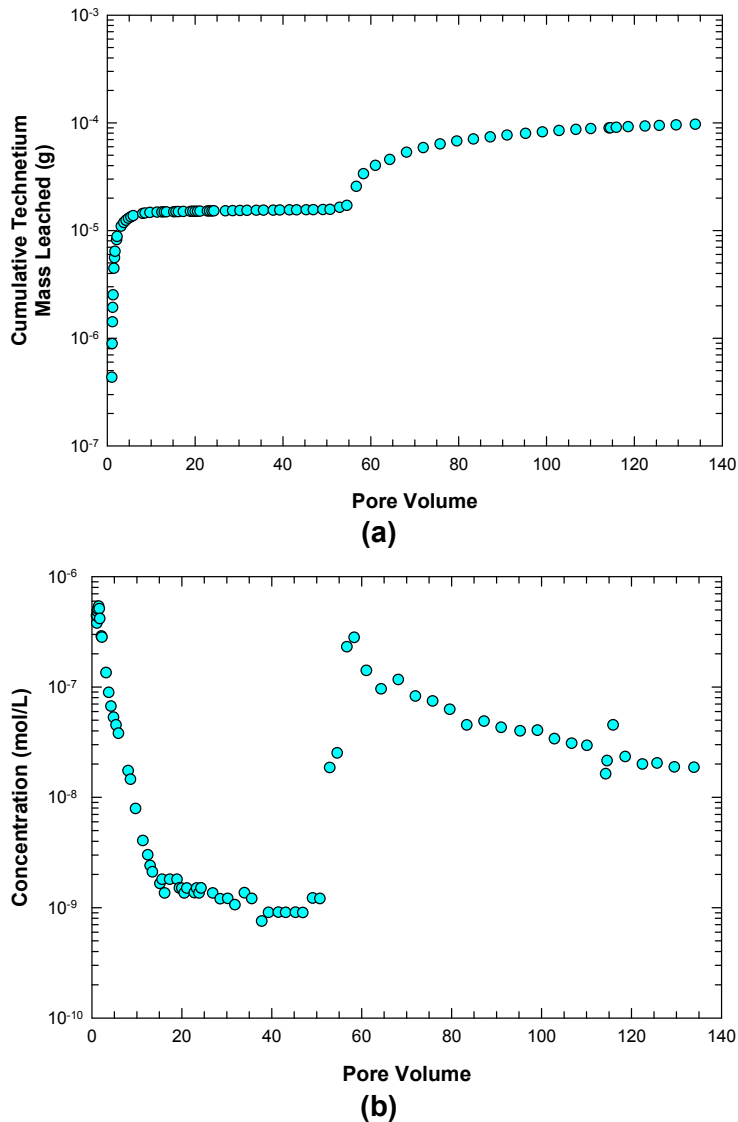 Cumulative Technetium
Mass Leached (g)
10⁻³
10⁻⁴
10⁻⁵
10⁻⁶
10⁻⁷
0 20 40 60 80 100 120 140
Pore Volume
(a)
Concentration (mol/L)
10⁻⁶
10⁻⁷
10⁻⁸
10⁻⁹
10⁻¹⁰
0 20 40 60 80 100 120 140
Pore Volume
(b)